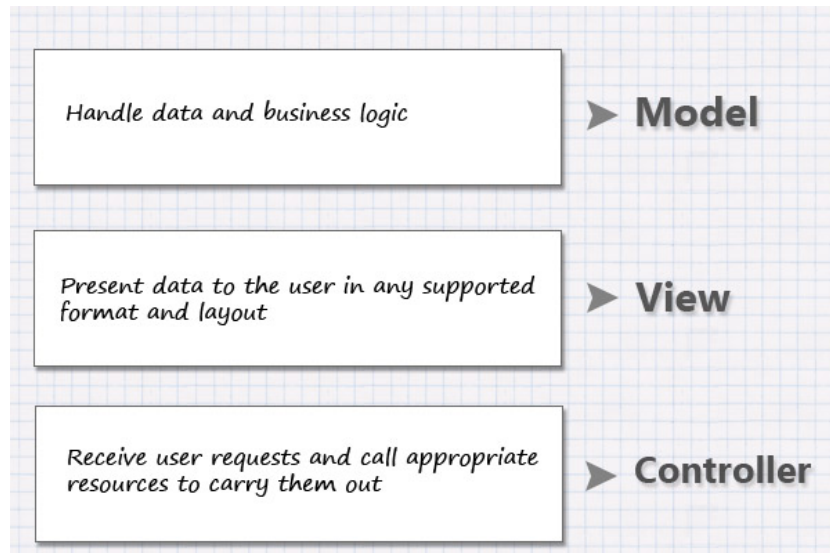 Handle data and business logic
Model
Present data to the user in any supported
format and layout
View
Receive user requests and call appropriate
resources to carry them out
Controller